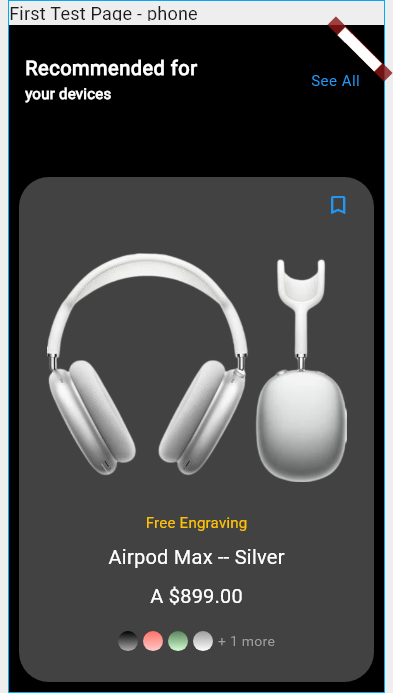 First Test Page - phone
Recommended for
your devices
See All
Free Engraving
Airpod Max -- Silver
A $899.00
+ 1 more